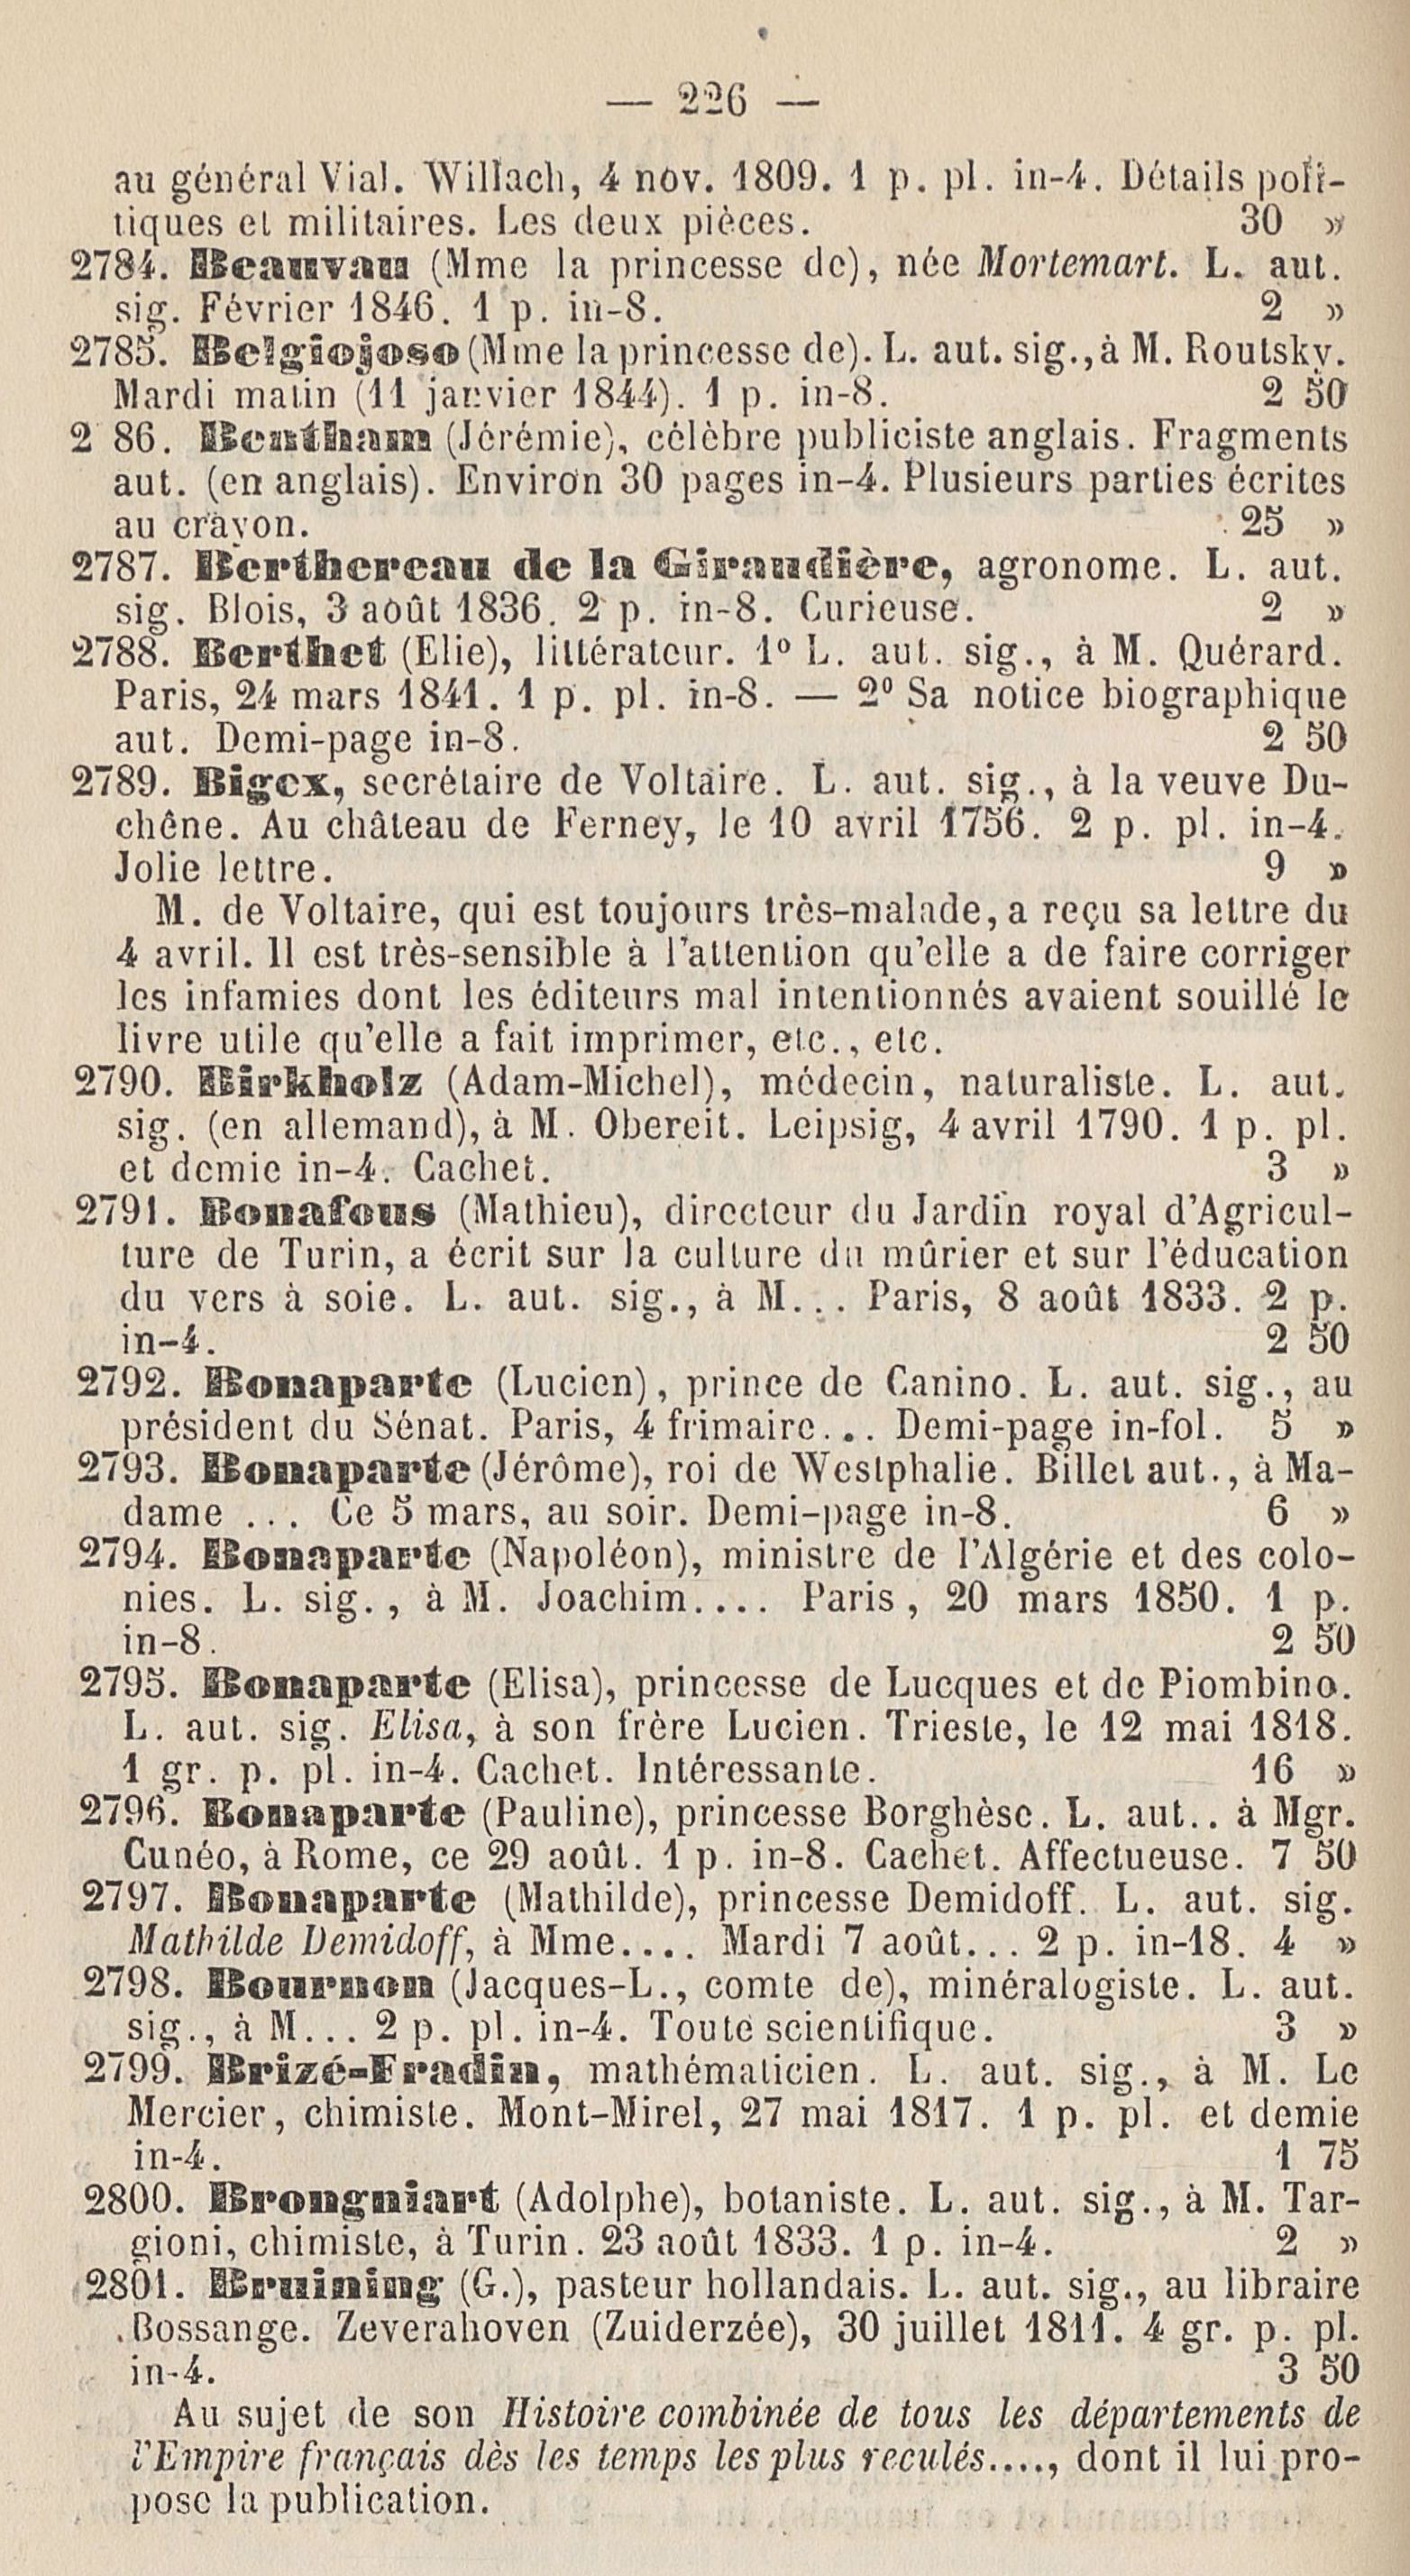 — 226 —
au général Vial. Willach, 4 nov. 1809. 1 p. pl. in-4. Détails poli-
tiques et militaires. Les deux pièces. 30 »
2784. Beauvau (Mme la princesse de), née Mortemart. L. aut.
sig. Février 1846. 1 p. in-8. 2 »
2785. Belgiojoso (Mme la princesse de). L. aut. sig., à M. Routsky.
Mardi matin (11 janvier 1844). 1 p. in-8. 2 50
2 86. Bentham (Jérémie), célèbre publiciste anglais. Fragments
aut. (en anglais). Environ 30 pages in-4. Plusieurs parties écrites
au crayon. 25 »
2787. Berthereau de la Giraudière, agronome. L. aut.
sig. Blois, 3 août 1836. 2 p. in-8. Curieuse. 2 »
2788. Berthet (Elie), littérateur. 1º L. aut. sig., à M. Quérard.
Paris, 24 mars 1841. 1 p. pl. in-8. — 2º Sa notice biographique
aut. Demi-page in-8. 2 50
2789. Bigex, secrétaire de Voltaire. L. aut. sig., à la veuve Du-
chêne. Au château de Ferney, le 10 avril 1756. 2 p. pl. in-4.
Jolie lettre. 9 »
M. de Voltaire, qui est toujours très-malade, a reçu sa lettre du
4 avril. Il est très-sensible à l'attention qu'elle a de faire corriger
les infamies dont les éditeurs mal intentionnés avaient souillé le
livre utile qu'elle a fait imprimer, etc., etc.
2790. Birkholz (Adam-Michel), médecin, naturaliste. L. aut.
sig. (en allemand), à M. Obereit. Leipsig, 4 avril 1790. 1 p. pl.
et demie in-4. Cachet. 3 »
2791. Bonafous (Mathieu), directeur du Jardin royal d'Agricul-
ture de Turin, a écrit sur la culture du mûrier et sur l'éducation
du vers à soie. L. aut. sig., à M... Paris, 8 août 1833. 2 p.
in-4. 2 50
2792. Bonaparte (Lucien), prince de Canino. L. aut. sig., au
président du Sénat. Paris, 4 frimaire... Demi-page in-fol. 5 »
2793. Bonaparte (Jérôme), roi de Westphalie. Billet aut., à Ma-
dame ... Ce 5 mars, au soir. Demi-page in-8. 6 »
2794. Bonaparte (Napoléon), ministre de l'Algérie et des colo-
nies. L. sig., à M. Joachim.... Paris, 20 mars 1850. 1 p.
in-8. 2 50
2795. Bonaparte (Elisa), princesse de Lucques et de Piombino.
L. aut. sig. Elisa, à son frère Lucien. Trieste, le 12 mai 1818.
1 gr. p. pl. in-4. Cachet. Intéressante. 16 »
2796. Bonaparte (Pauline), princesse Borghèse. L. aut.. à Mgr.
Cunéo, à Rome, ce 29 août. 1 p. in-8. Cachet. Affectueuse. 7 50
2797. Bonaparte (Mathilde), princesse Demidoff. L. aut. sig.
Mathilde Demidoff, à Mme.... Mardi 7 août... 2 p. in-18. 4 »
2798. Bournon (Jacques-L., comte de), minéralogiste. L. aut.
sig., à M... 2 p. pl. in-4. Toute scientifique. 3 »
2799. Brizé-Fradin, mathématicien. L. aut. sig., à M. Le
Mercier, chimiste. Mont-Mirel, 27 mai 1817. 1 p. pl. et demie
in-4. 1 75
2800. Brongniart (Adolphe), botaniste. L. aut. sig., à M. Tar-
gioni, chimiste, à Turin. 23 août 1833. 1 p. in-4. 2 »
2801. Bruining (G.), pasteur hollandais. L. aut. sig., au libraire
Bossange. Zeverahoven (Zuiderzée), 30 juillet 1811. 4 gr. p. pl.
in-4. 3 50
Au sujet de son Histoire combinée de tous les départements de
l'Empire français dès les temps les plus reculés...., dont il lui pro-
pose la publication.